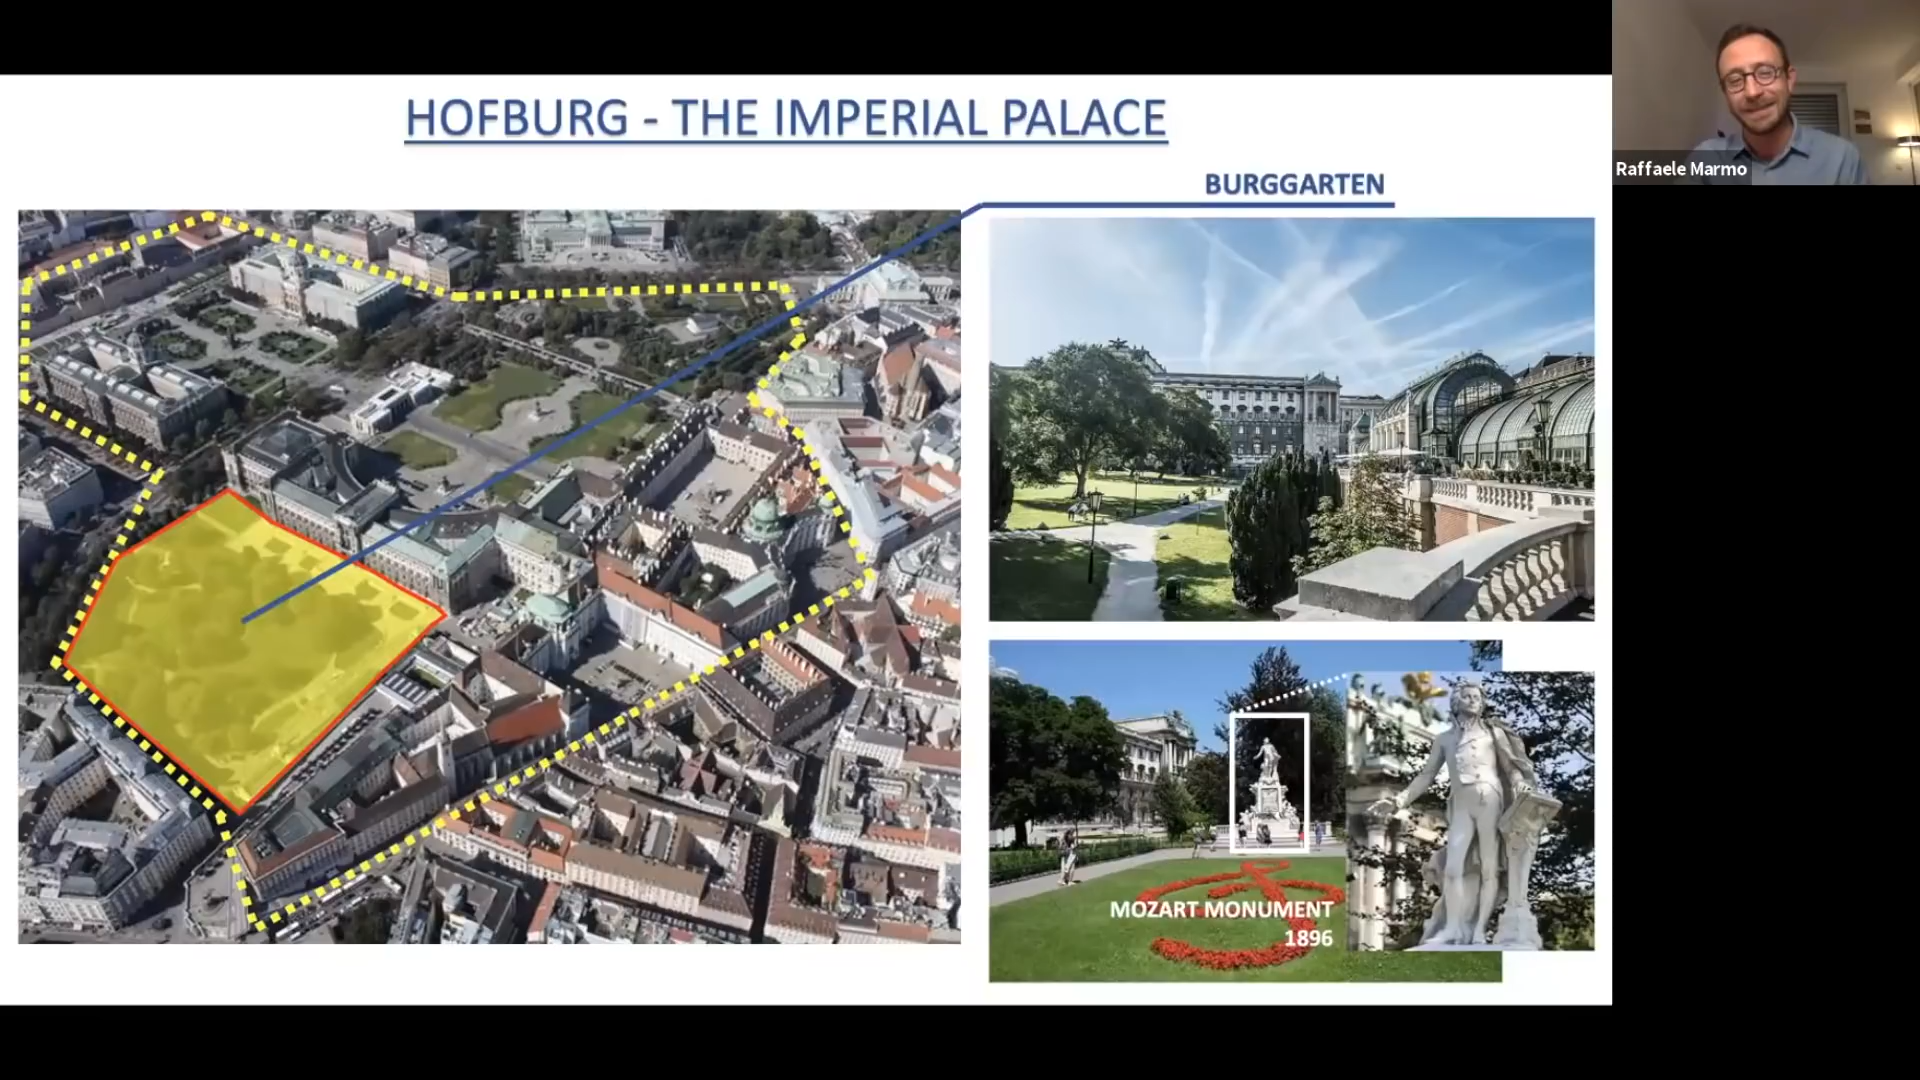 HOFBURG - THE IMPERIAL PALACE
BURGGARTEN
MOZART MONUMENT
1896
Raffaele Marmo